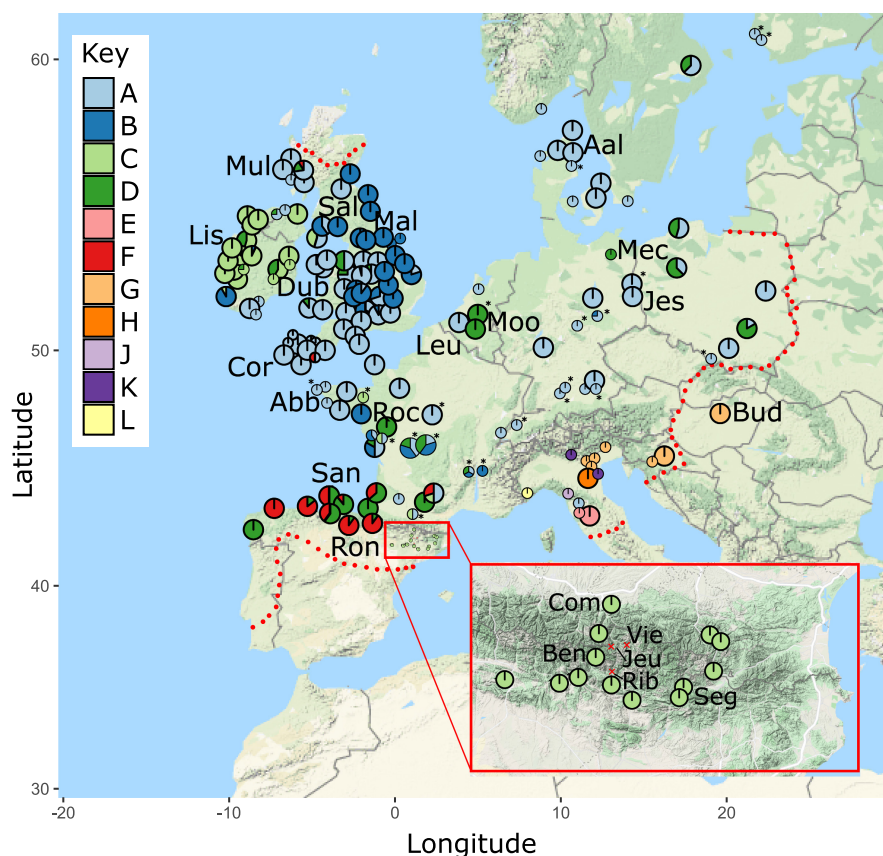 60
50
40
30
Latitude
-20
-10
0
10
20
Longitude
Key
A
B
C
D
E
F
G
H
J
K
L
Mul
Sal
Mal
Lis
Dub
Cor
Abb
Roc
Leu
Moo
Aal
Mec
Jes
Bud
San
Ron
Com
Vie
Ben
Jeu
Rib
Seg